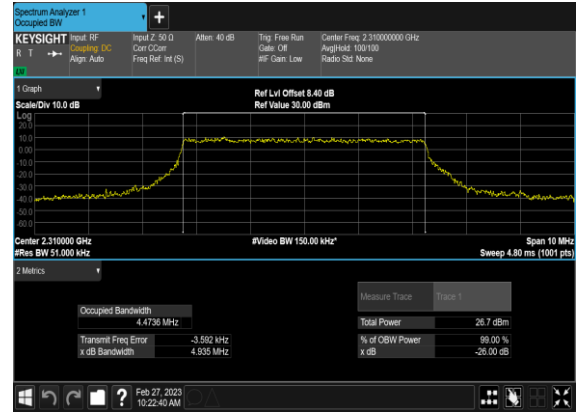 Spectrum Analyzer 1
Occupied BW
KEYSIGHT Input: RF Input Z: 50 Ω Atten: 40 dB Trig: Free Run Center Freq: 2.310000000 GHz
R T Coupling: DC Corr CCorr Gate: Off Avg|Hold: 100/100
Align: Auto Freq Ref: Int (S) #IF Gain: Low Radio Std: None
1 Graph Ref Lvl Offset 8.40 dB
Scale/Div 10.0 dB Ref Value 30.00 dBm
Log
20.0
10.0
0.00
-10.0
-20.0
-30.0
-40.0
-50.0
-60.0
Center 2.310000 GHz #Video BW 150.00 kHz* Span 10 MHz
#Res BW 51.000 kHz Sweep 4.80 ms (1001 pts)
2 Metrics
Measure Trace Trace 1
Occupied Bandwidth
4.4736 MHz Total Power 26.7 dBm
Transmit Freq Error -3.592 kHz % of OBW Power 99.00 %
x dB Bandwidth 4.935 MHz x dB -26.00 dB
? Feb 27, 2023
10:22:40 AM